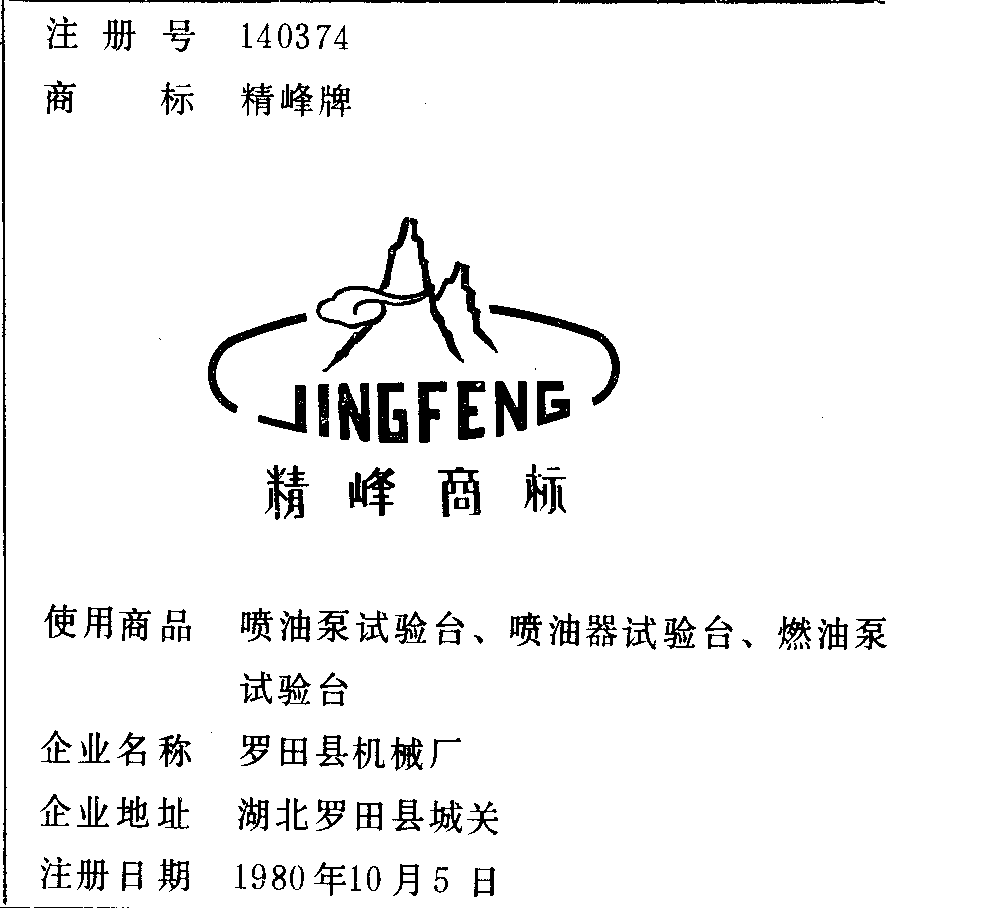 注册号 140374
商标 精峰牌
JINGFENG
精峰商标
使用商品 喷油泵试验台、喷油器试验台、燃油泵
试验台
企业名称 罗田县机械厂
企业地址 湖北罗田县城关
注册日期 1980年10月5日